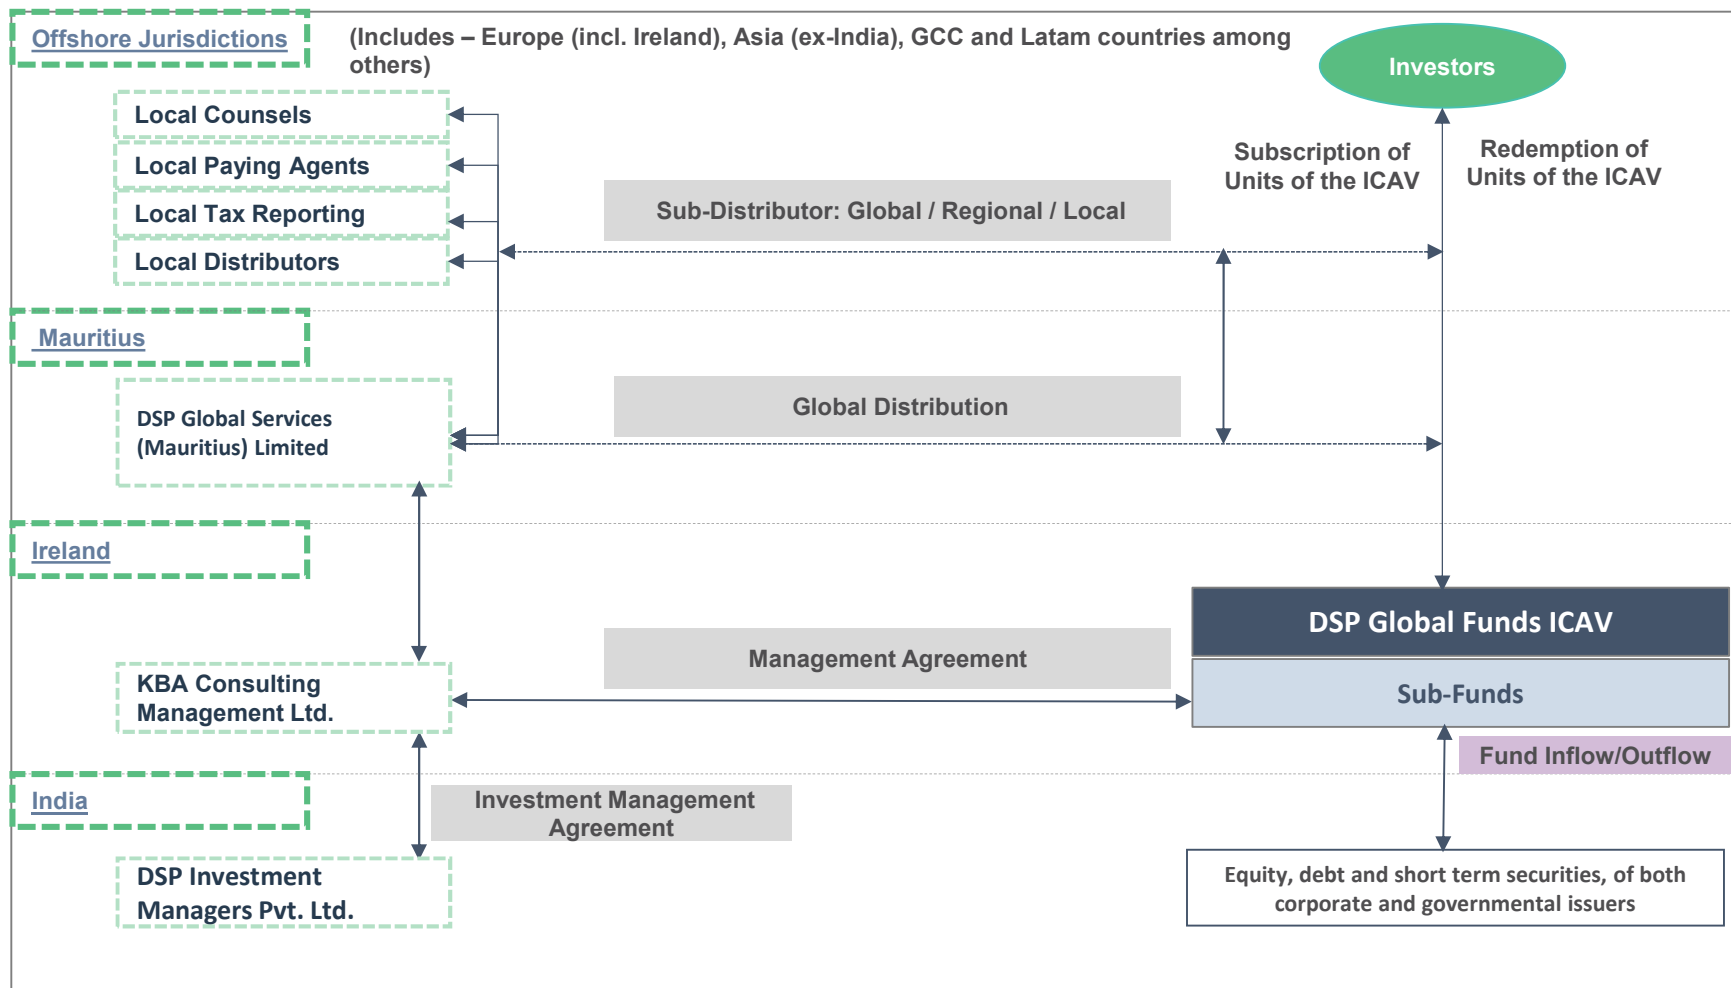 Offshore Jurisdictions
(Includes – Europe (incl. Ireland), Asia (ex-India), GCC and Latam countries among
others)
Investors
Local Counsels
Local Paying Agents
Local Tax Reporting
Local Distributors
Subscription of
Units of the ICAV
Redemption of
Units of the ICAV
Sub-Distributor: Global / Regional / Local
Mauritius
DSP Global Services
(Mauritius) Limited
Global Distribution
Ireland
DSP Global Funds ICAV
Management Agreement
KBA Consulting
Management Ltd.
Sub-Funds
Fund Inflow/Outflow
India
Investment Management
Agreement
DSP Investment
Managers Pvt. Ltd.
Equity, debt and short term securities, of both
corporate and governmental issuers